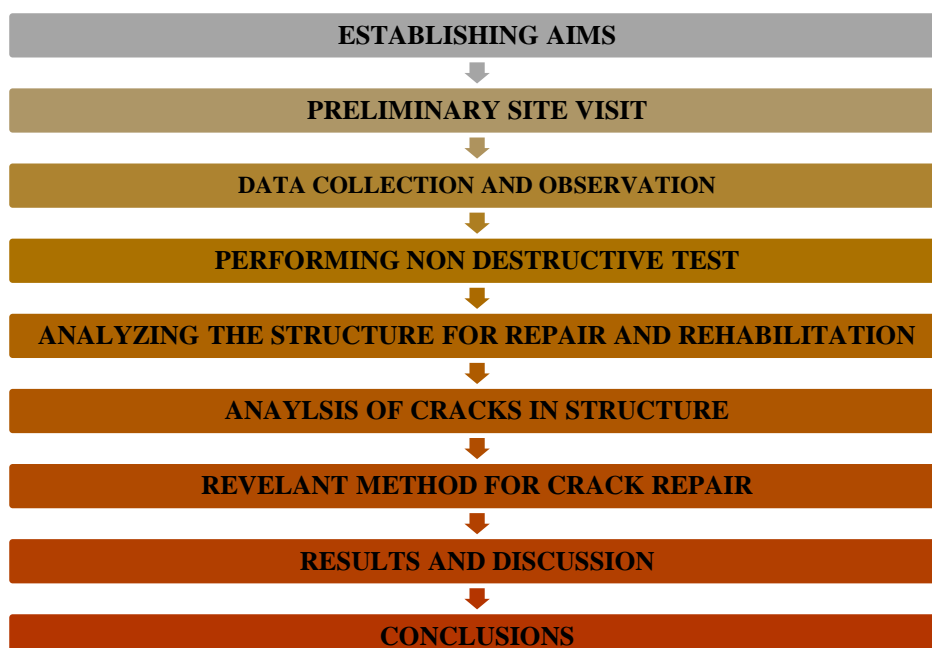 ESTABLISHING AIMS
PRELIMINARY SITE VISIT
DATA COLLECTION AND OBSERVATION
PERFORMING NON DESTRUCTIVE TEST
ANALYZING THE STRUCTURE FOR REPAIR AND REHABILITATION
ANAYLSIS OF CRACKS IN STRUCTURE
REVELANT METHOD FOR CRACK REPAIR
RESULTS AND DISCUSSION
CONCLUSIONS